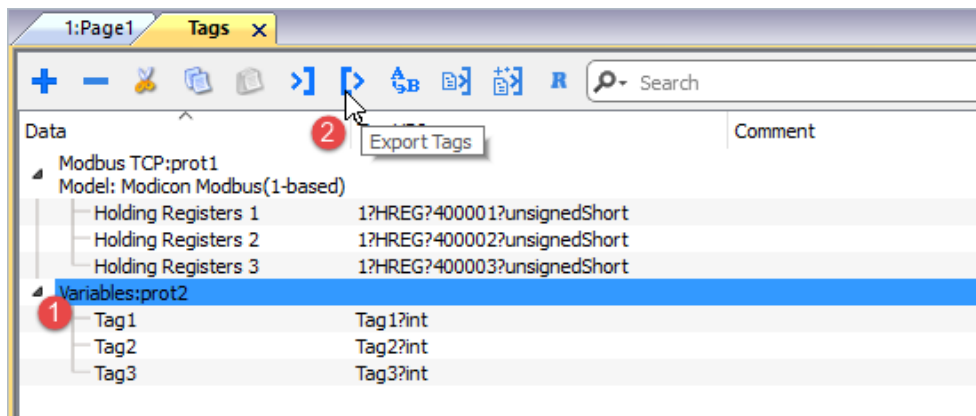 1:Page1 Tags x
R Search
Data Comment
2 Export Tags
Modbus TCP:prot1
Model: Modicon Modbus(1-based)
Holding Registers 1 1?HREG?400001?unsignedShort
Holding Registers 2 1?HREG?400002?unsignedShort
Holding Registers 3 1?HREG?400003?unsignedShort
Variables:prot2
1
Tag1 Tag1?int
Tag2 Tag2?int
Tag3 Tag3?int